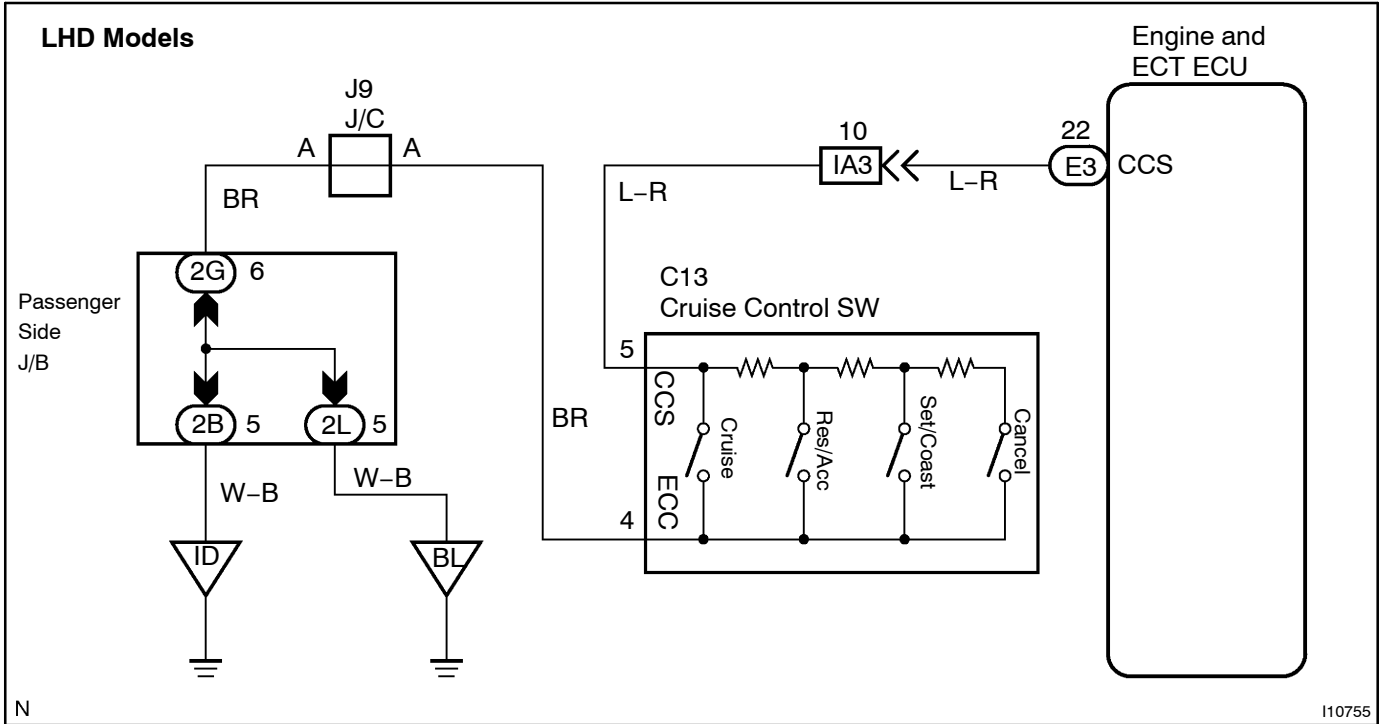 LHD Models
Engine and
ECT ECU
J9
J/C
A
A
10
IA3
22
E3
CCS
BR
L−R
L−R
2G
6
C13
Cruise Control SW
Passenger
Side
J/B
5
CCS
Cruise
Res/Acc
Set/Coast
Cancel
2B
5
2L
5
BR
ECC
4
W−B
W−B
ID
BL
N
I10755